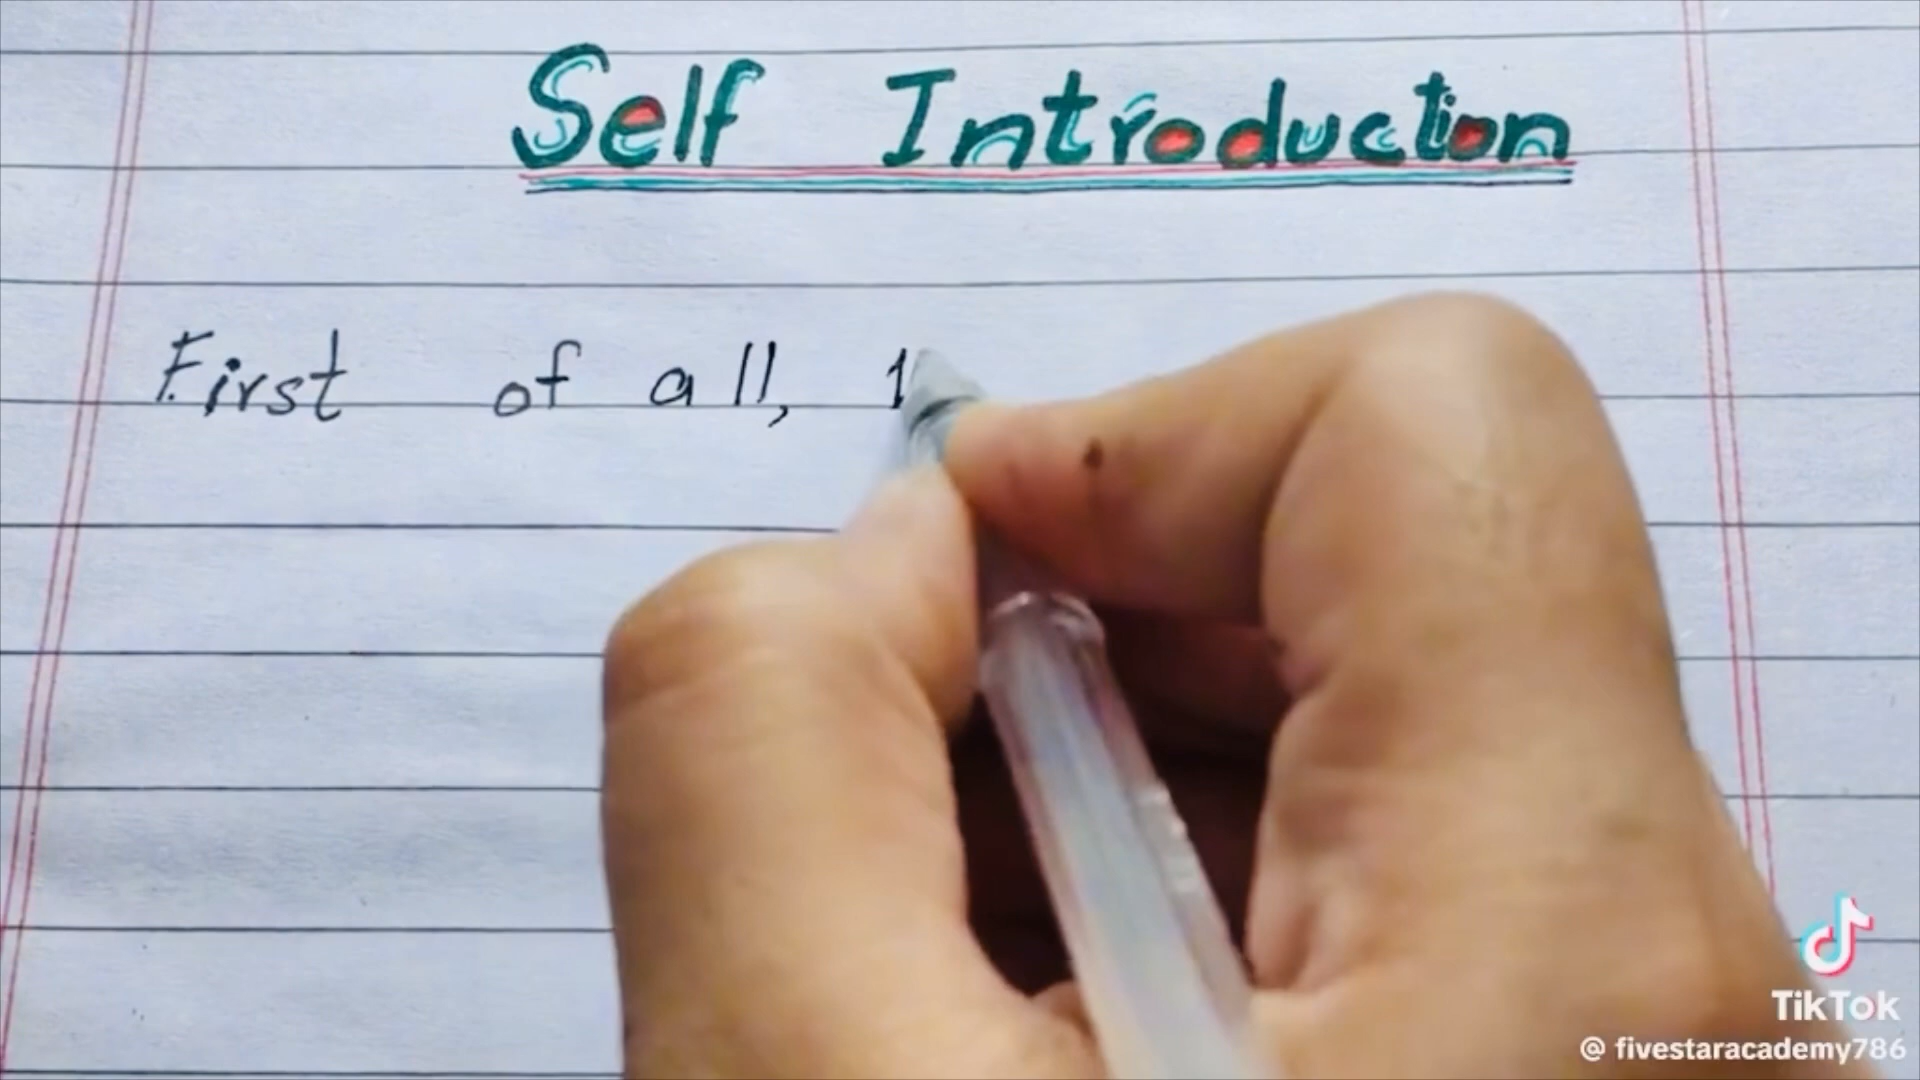 Self Introduction
First of all,
TikTok
@ fivestaracademy786